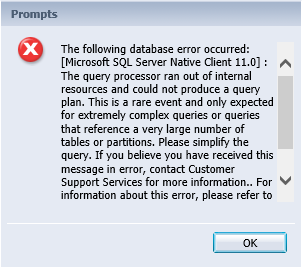 Prompts
The following database error occurred:
[Microsoft SQL Server Native Client 11.0] :
The query processor ran out of internal
resources and could not produce a query
plan. This is a rare event and only expected
for extremely complex queries or queries
that reference a very large number of
tables or partitions. Please simplify the
query. If you believe you have received this
message in error, contact Customer
Support Services for more information.. For
information about this error, please refer to
OK